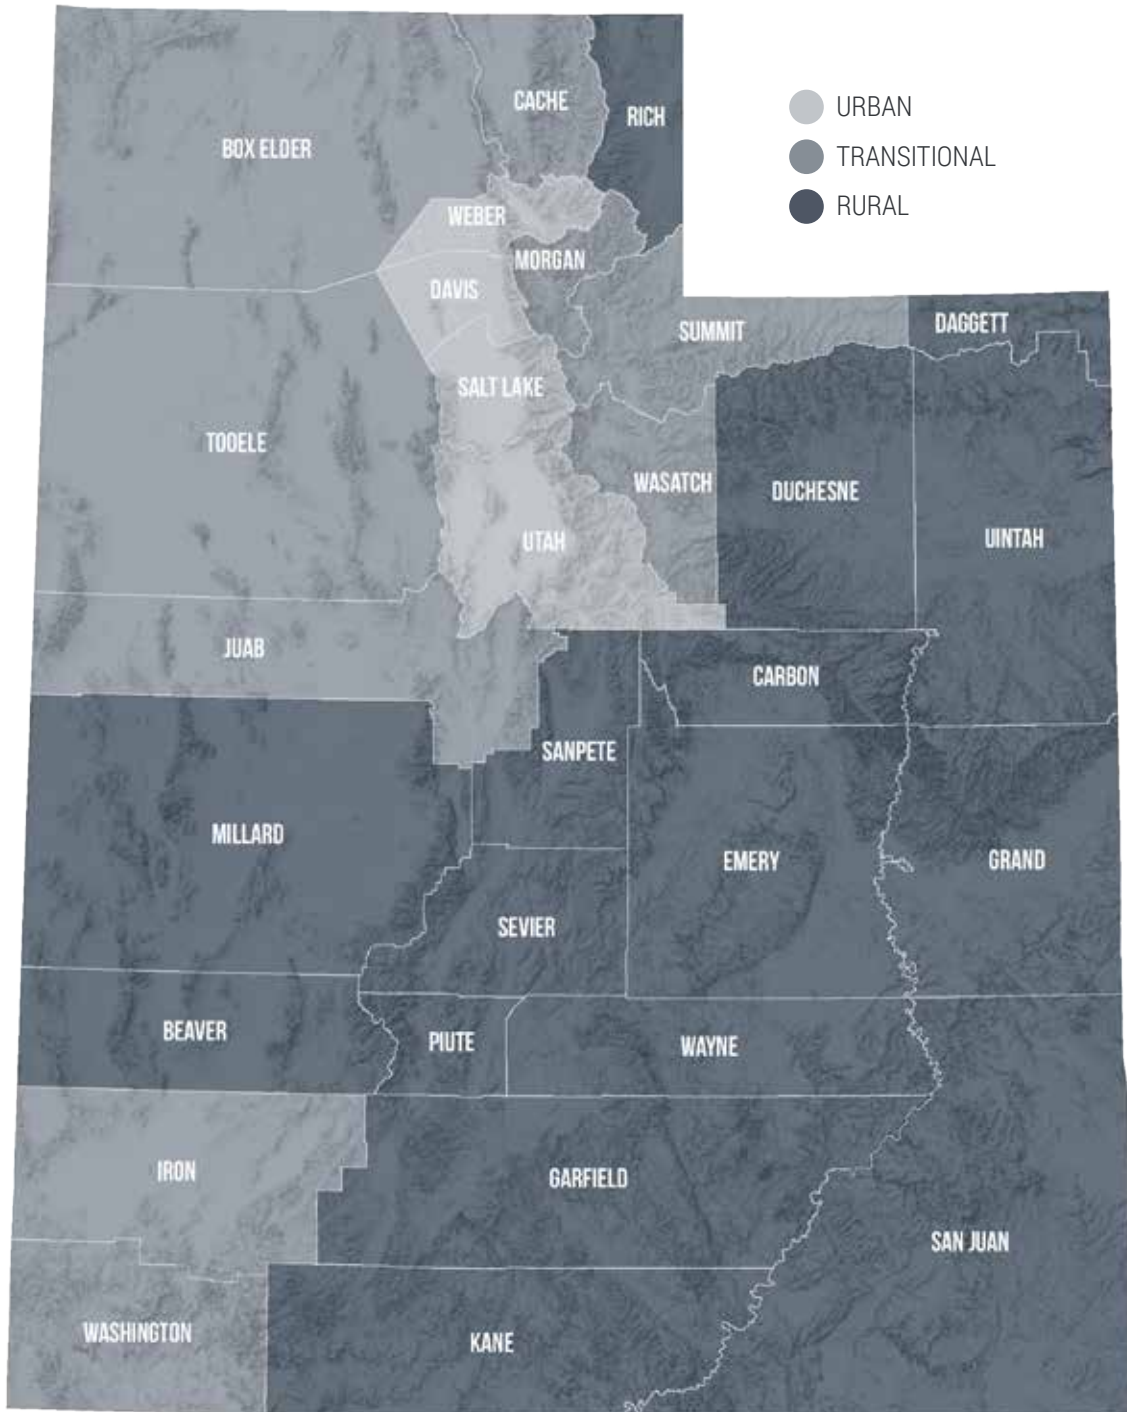 CACHE
RICH
BOX ELDER
URBAN
TRANSITIONAL
RURAL
WEBER
MORGAN
DAVIS
SUMMIT
DAGGETT
SALT LAKE
TOOELE
WASATCH
DUCHESNE
UTAH
UINTAH
JUAB
CARBON
SANPETE
MILLARD
EMERY
GRAND
SEVIER
BEAVER
PIUTE
WAYNE
IRON
GARFIELD
SAN JUAN
WASHINGTON
KANE